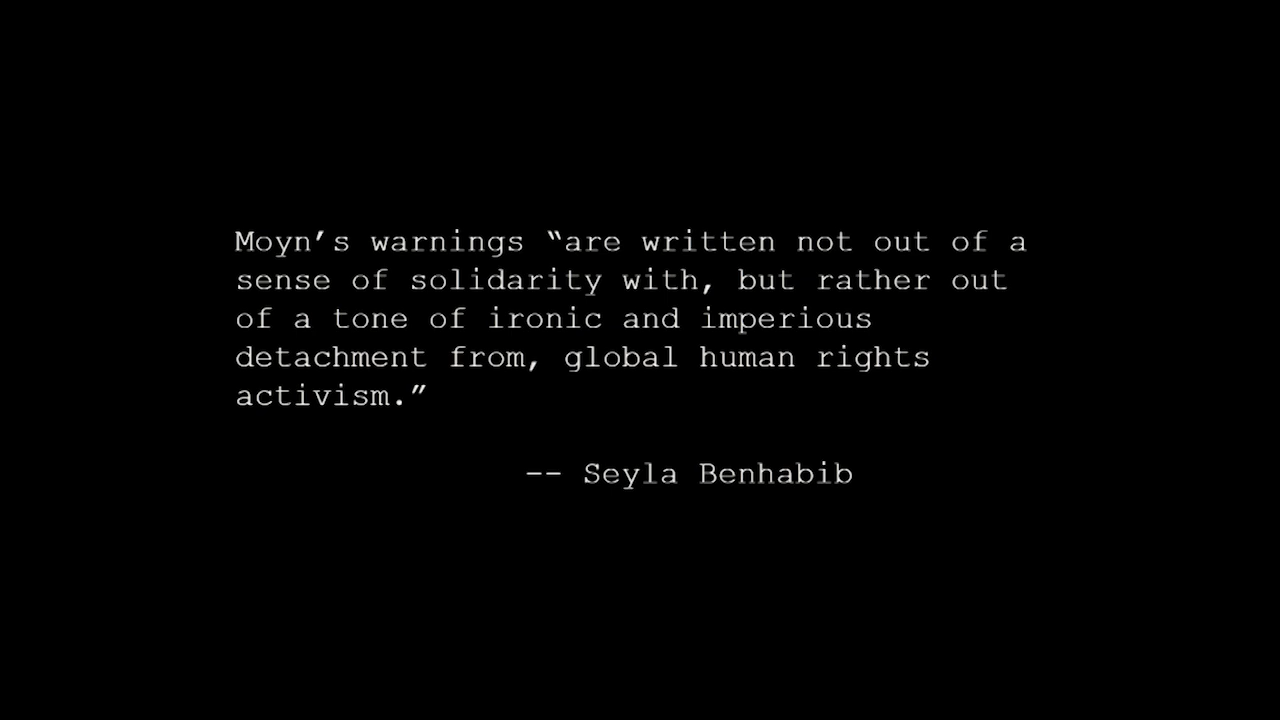 Moyn’s warnings “are written not out of a
sense of solidarity with, but rather out
of a tone of ironic and imperious
detachment from, global human rights
activism.”
-- Seyla Benhabib